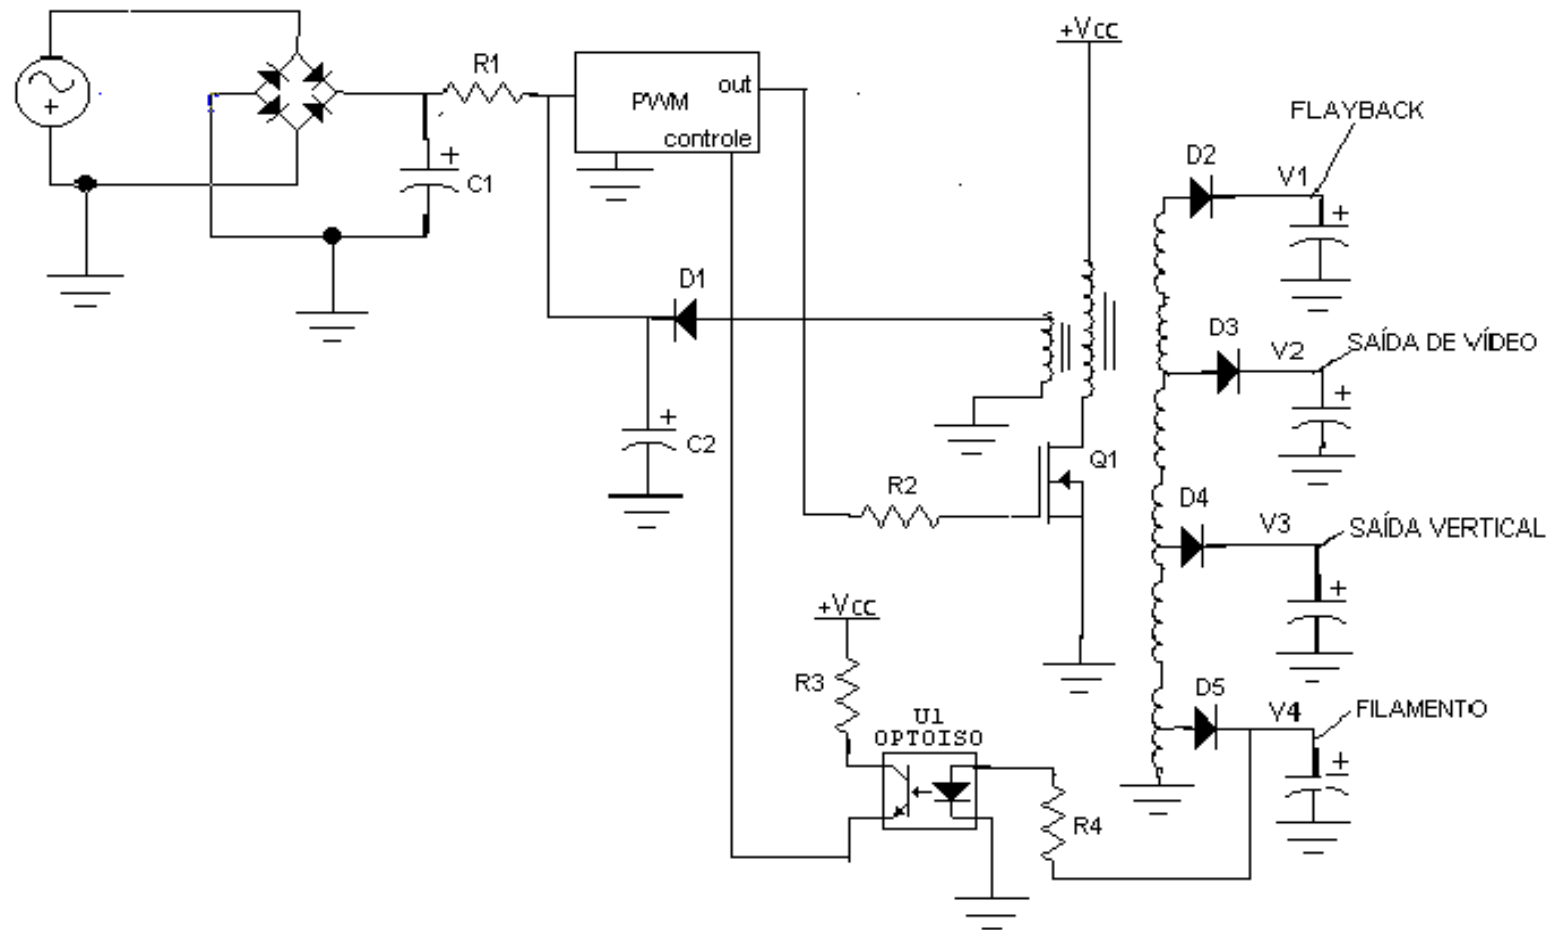 +Vcc
R1
PWM
out
controle
+
+
C1
FLAYBACK
D2
V1
+
D1
D3
V2
SAÍDA DE VÍDEO
+
+
C2
Q1
R2
D4
V3
SAÍDA VERTICAL
+
+Vcc
R3
U1
OPTOISO
D5
V4
FILAMENTO
+
R4